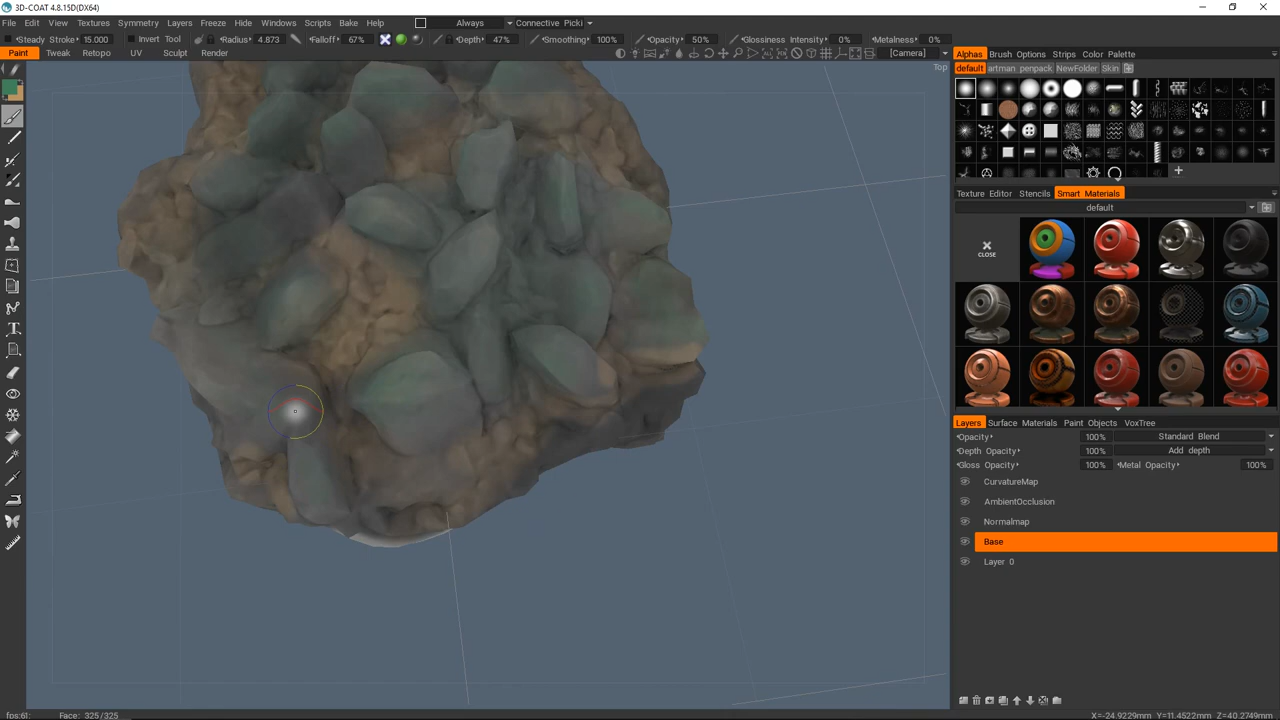 3D-COAT 4.8.15D(DX64)
File Edit View Textures Symmetry Layers Freeze Hide Windows Scripts Bake Help Always Connective Picki
Steady Stroke 15.000 Invert Tool Radius 4.873 Falloff 67% Depth 47% Smoothing 100% Opacity 50% Glossiness Intensity 0% Metalness 0%
Paint Tweak Retopo UV Sculpt Render [Camera]
Top
Alphas Brush Options Strips Color Palette
default artman penpack NewFolder Skin
Texture Editor Stencils Smart Materials
default
CLOSE
Layers Surface Materials Paint Objects VoxTree
Opacity 100% Standard Blend
Depth Opacity 100% Add depth
Gloss Opacity 100% Metal Opacity 100%
CurvatureMap
AmbientOcclusion
Normalmap
Base
Layer 0
fps:61; Face: 325/325 X=-24.9229mm Y=11.4522mm Z=40.2749mm